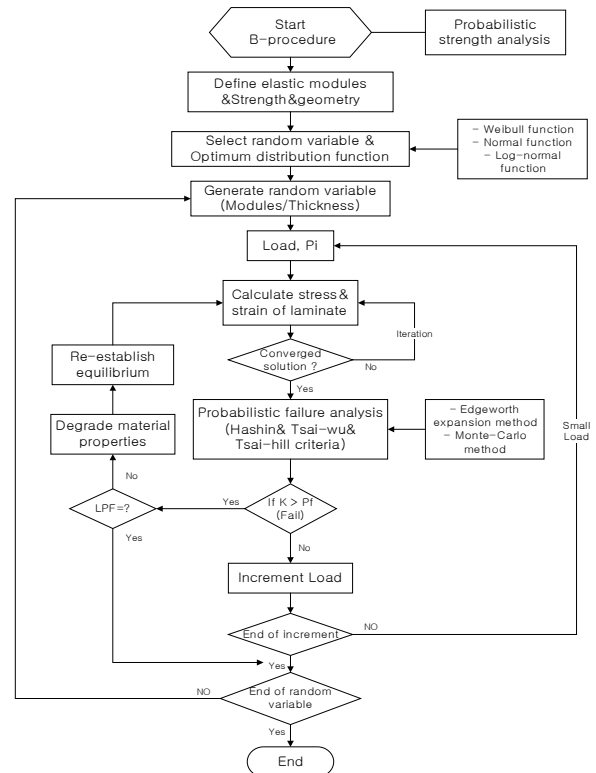 Start
B-procedure
Probabilistic
strength analysis
Define elastic modules
&Strength&geometry
Select random variable &
Optimum distribution function
- Weibull function
- Normal function
- Log-normal
function
Generate random variable
(Modules/Thickness)
Load, Pi
Calculate stress&
strain of laminate
Iteration
Re-establish
equilibrium
Converged
solution ?
No
Yes
Degrade material
properties
Probabilistic failure analysis
(Hashin& Tsai-wu&
Tsai-hill criteria)
- Edgeworth
expansion method
- Monte-Carlo
method
Small
Load
No
LPF=?
Yes
If K > Pf
(Fail)
Yes
No
Increment Load
End of increment
NO
Yes
NO
End of random
variable
Yes
End